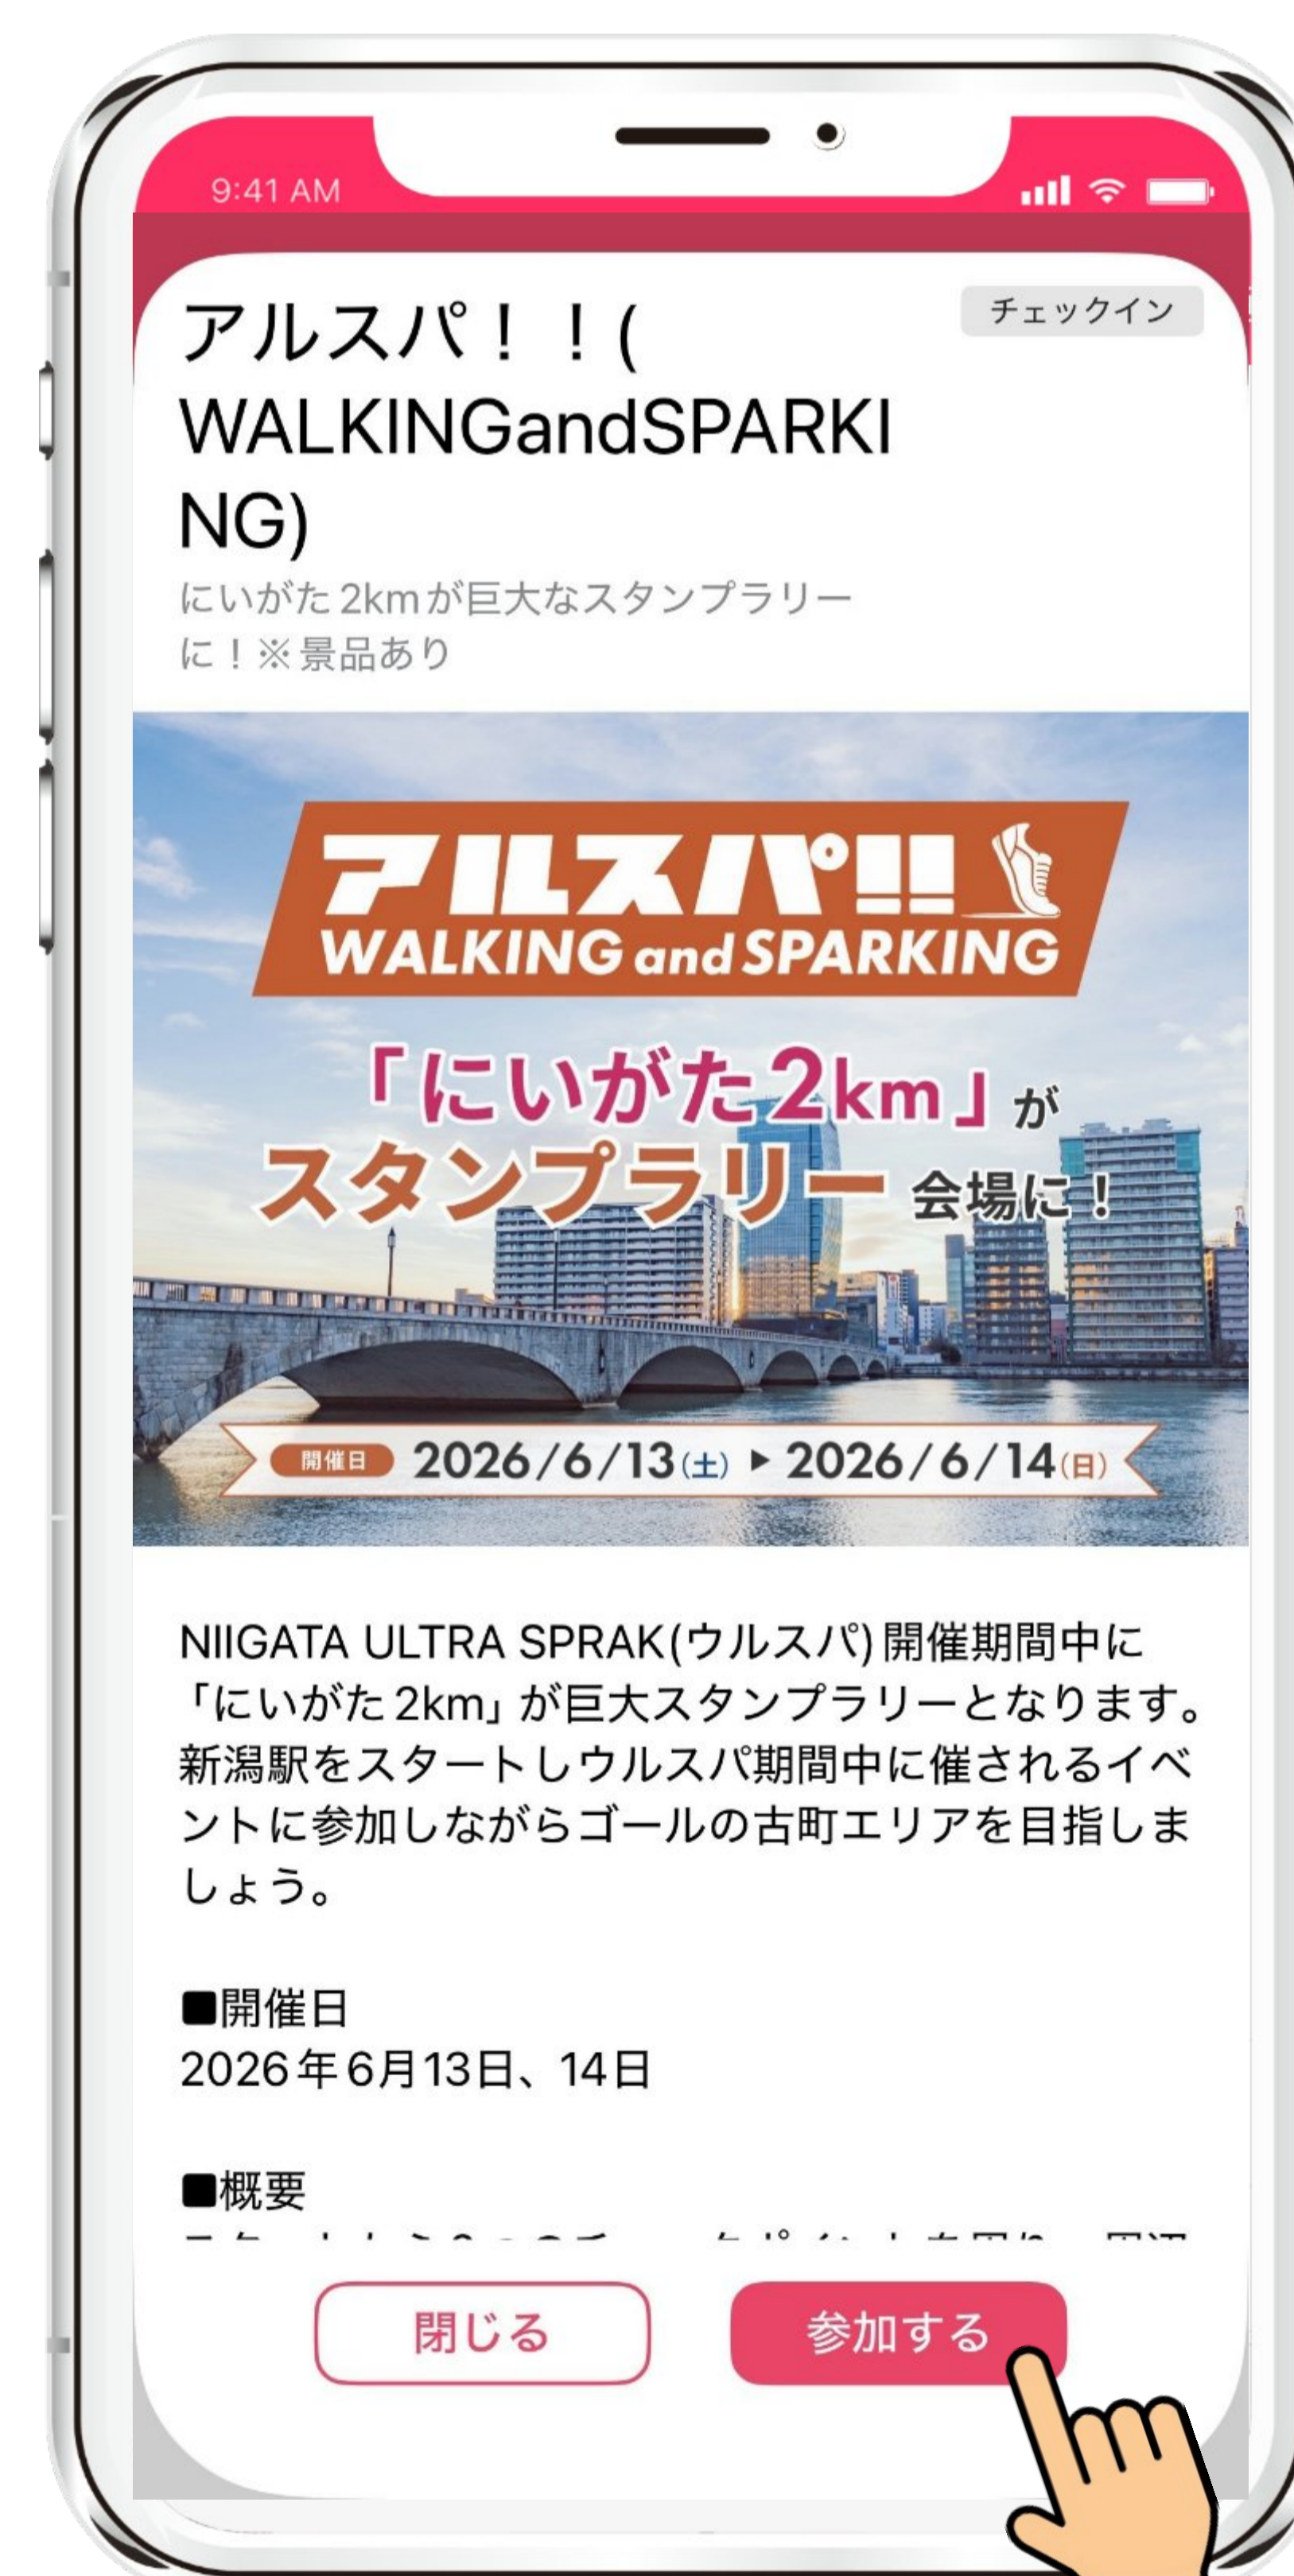 9:41 AM
チェックイン
アルスパ！！(
WALKINGandSPARKI
NG)
にいがた2kmが巨大なスタンプラリー
に！※景品あり
アルスパ!!
WALKING and SPARKING
「にいがた2km」が
スタンプラリー会場に！
開催日 2026/6/13(土) ▶ 2026/6/14(日)
NIIGATA ULTRA SPRAK(ウルスパ)開催期間中に
「にいがた2km」が巨大スタンプラリーとなります。
新潟駅をスタートしウルスパ期間中に催されるイベ
ントに参加しながらゴールの古町エリアを目指しま
しょう。
■開催日
2026年6月13日、14日
■概要
閉じる
参加する